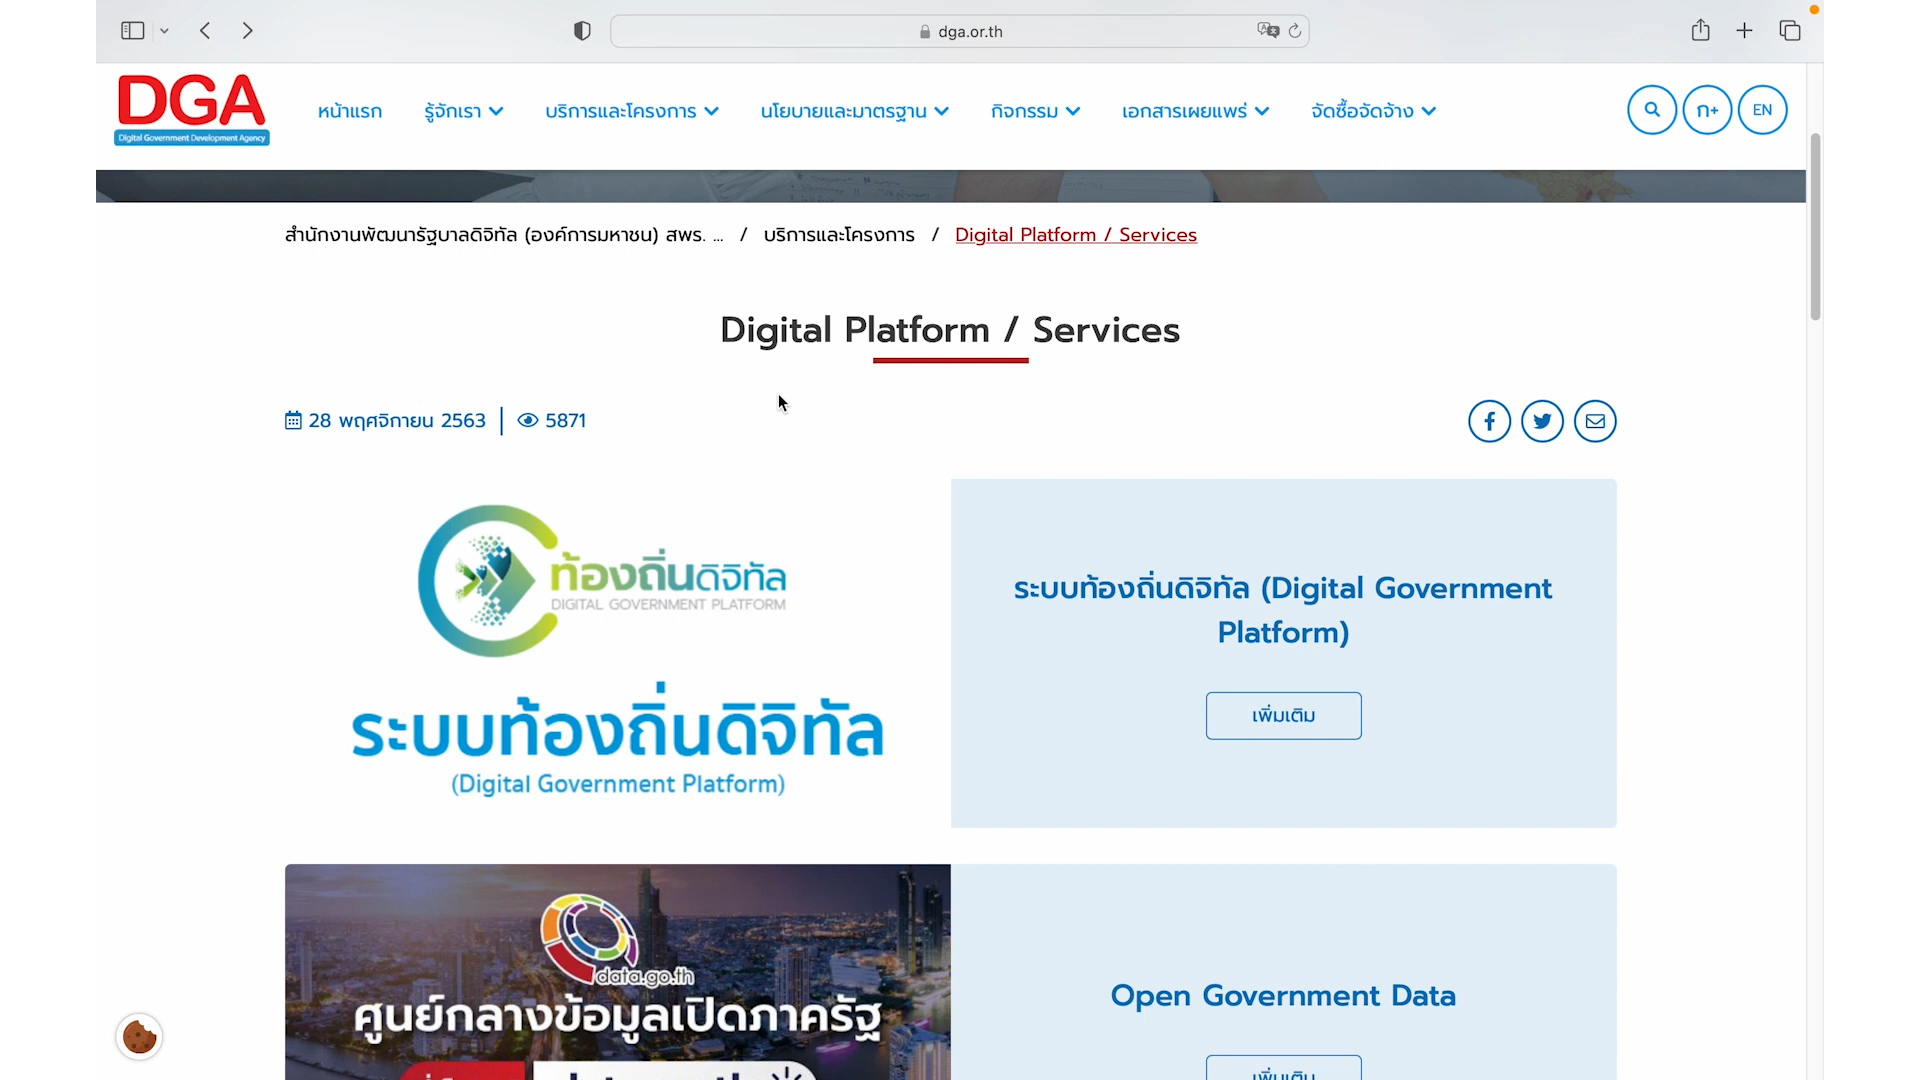 dga.or.th
DGA
Digital Government Development Agency
หน้าแรก
รู้จักเรา
บริการและโครงการ
นโยบายและมาตรฐาน
กิจกรรม
เอกสารเผยแพร่
จัดซื้อจัดจ้าง
ก+
EN
สำนักงานพัฒนารัฐบาลดิจิทัล (องค์การมหาชน) สพร. ... / บริการและโครงการ / Digital Platform / Services
Digital Platform / Services
28 พฤศจิกายน 2563
5871
ท้องถิ่นดิจิทัล
DIGITAL GOVERNMENT PLATFORM
ระบบท้องถิ่นดิจิทัล
(Digital Government Platform)
ระบบท้องถิ่นดิจิทัล (Digital Government
Platform)
เพิ่มเติม
data.go.th
ศูนย์กลางข้อมูลเปิดภาครัฐ
Open Government Data
เพิ่มเติม